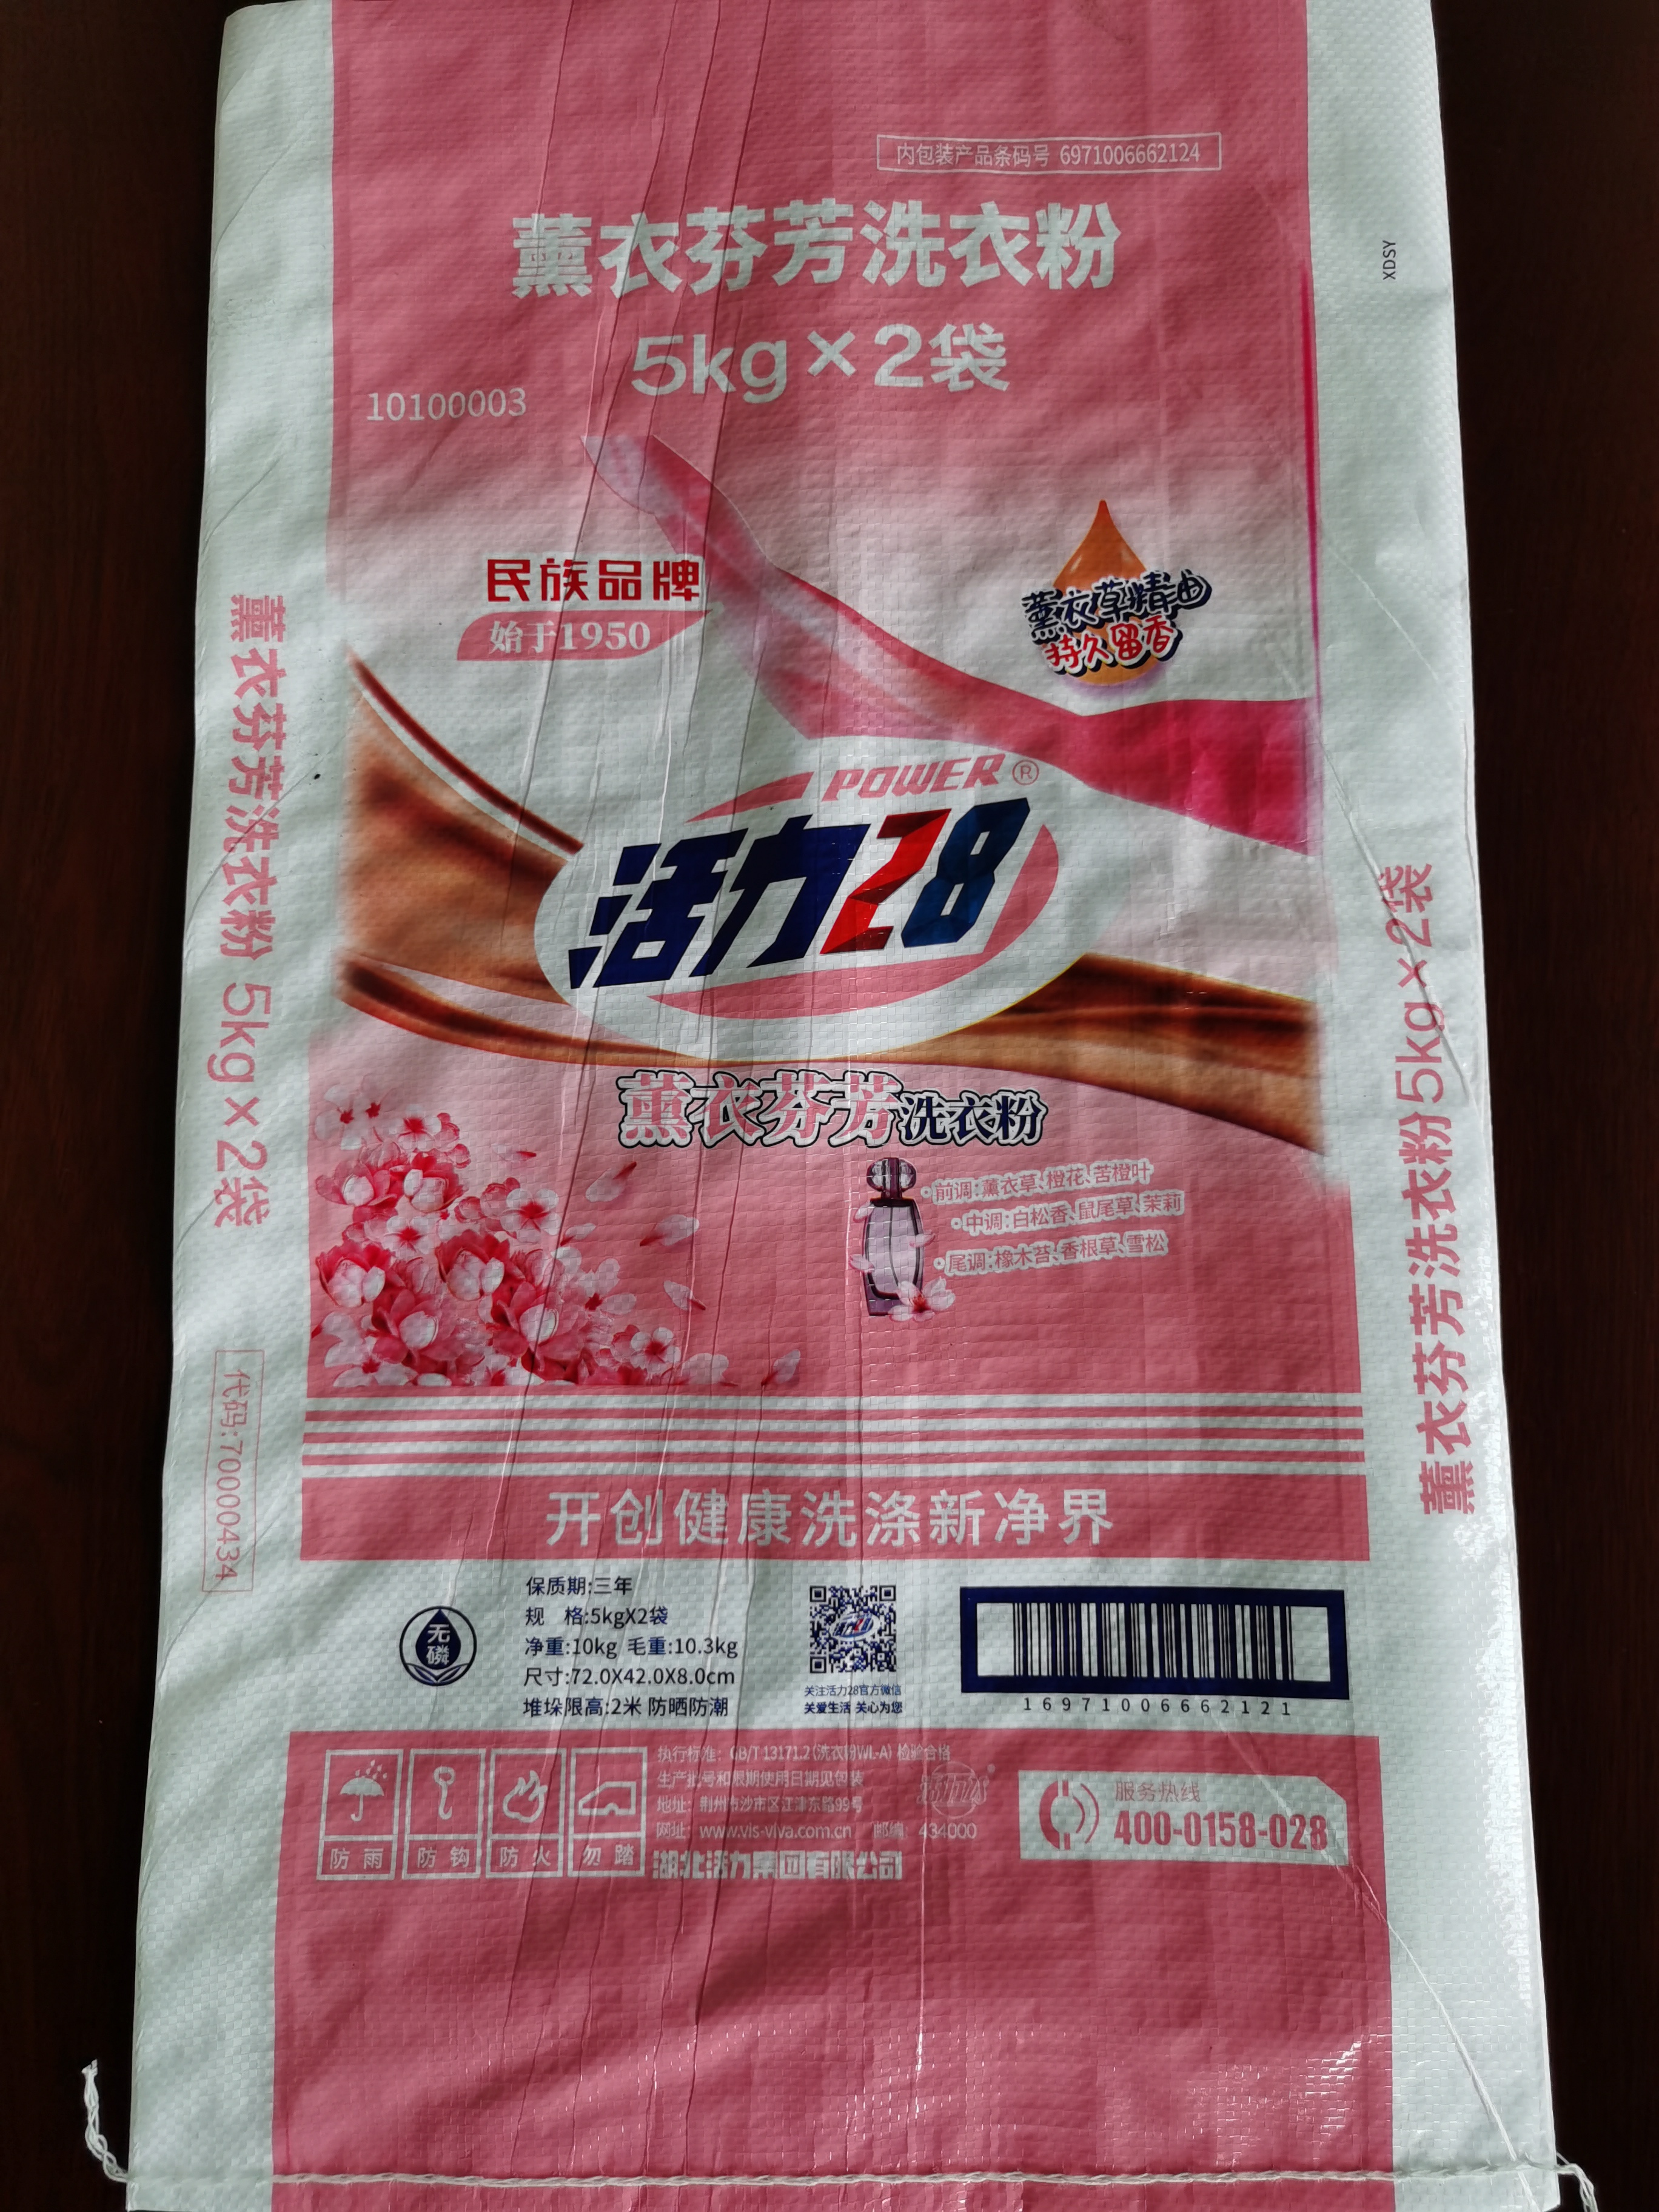 内包装产品条码号 6971006662124
薰衣芬芳洗衣粉
5kg×2袋
10100003
XDSY
民族品牌
始于1950
薰衣草精油
持久留香
POWER®
活力28
薰衣芬芳洗衣粉
前调:薰衣草、橙花、苦橙叶
中调:白松香、鼠尾草、茉莉
尾调:橡木苔、香根草、雪松
薰衣芬芳洗衣粉 5kg×2袋
薰衣芬芳洗衣粉5kg×2袋
代码:70000434
开创健康洗涤新净界
无磷
保质期:三年
规 格:5kgX2袋
净重:10kg 毛重:10.3kg
尺寸:72.0X42.0X8.0cm
堆垛限高:2米 防晒防潮
活力28
关注活力28官方微信
关爱生活 关心为您
16971006662121
防雨
防钩
防火
勿踏
执行标准: GB/T 13171.2(洗衣粉WL-A) 检验合格
生产批号和限期使用日期见包装
地址: 荆州市沙市区江津东路99号
网址: www.vis-viva.com.cn 邮编: 434000
湖北活力集团有限公司
活力28
服务热线
400-0158-028